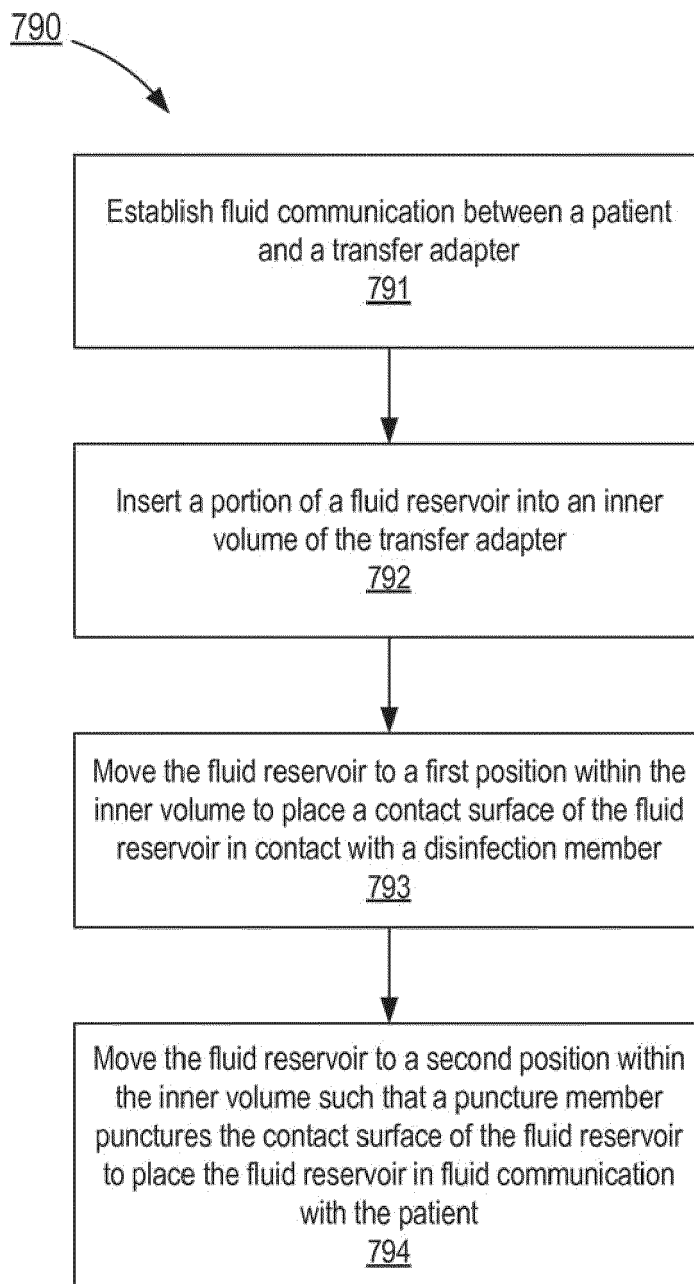 790
Establish fluid communication between a patient
and a transfer adapter
791
Insert a portion of a fluid reservoir into an inner
volume of the transfer adapter
792
Move the fluid reservoir to a first position within the
inner volume to place a contact surface of the fluid
reservoir in contact with a disinfection member
793
Move the fluid reservoir to a second position within
the inner volume such that a puncture member
punctures the contact surface of the fluid reservoir
to place the fluid reservoir in fluid communication
with the patient
794